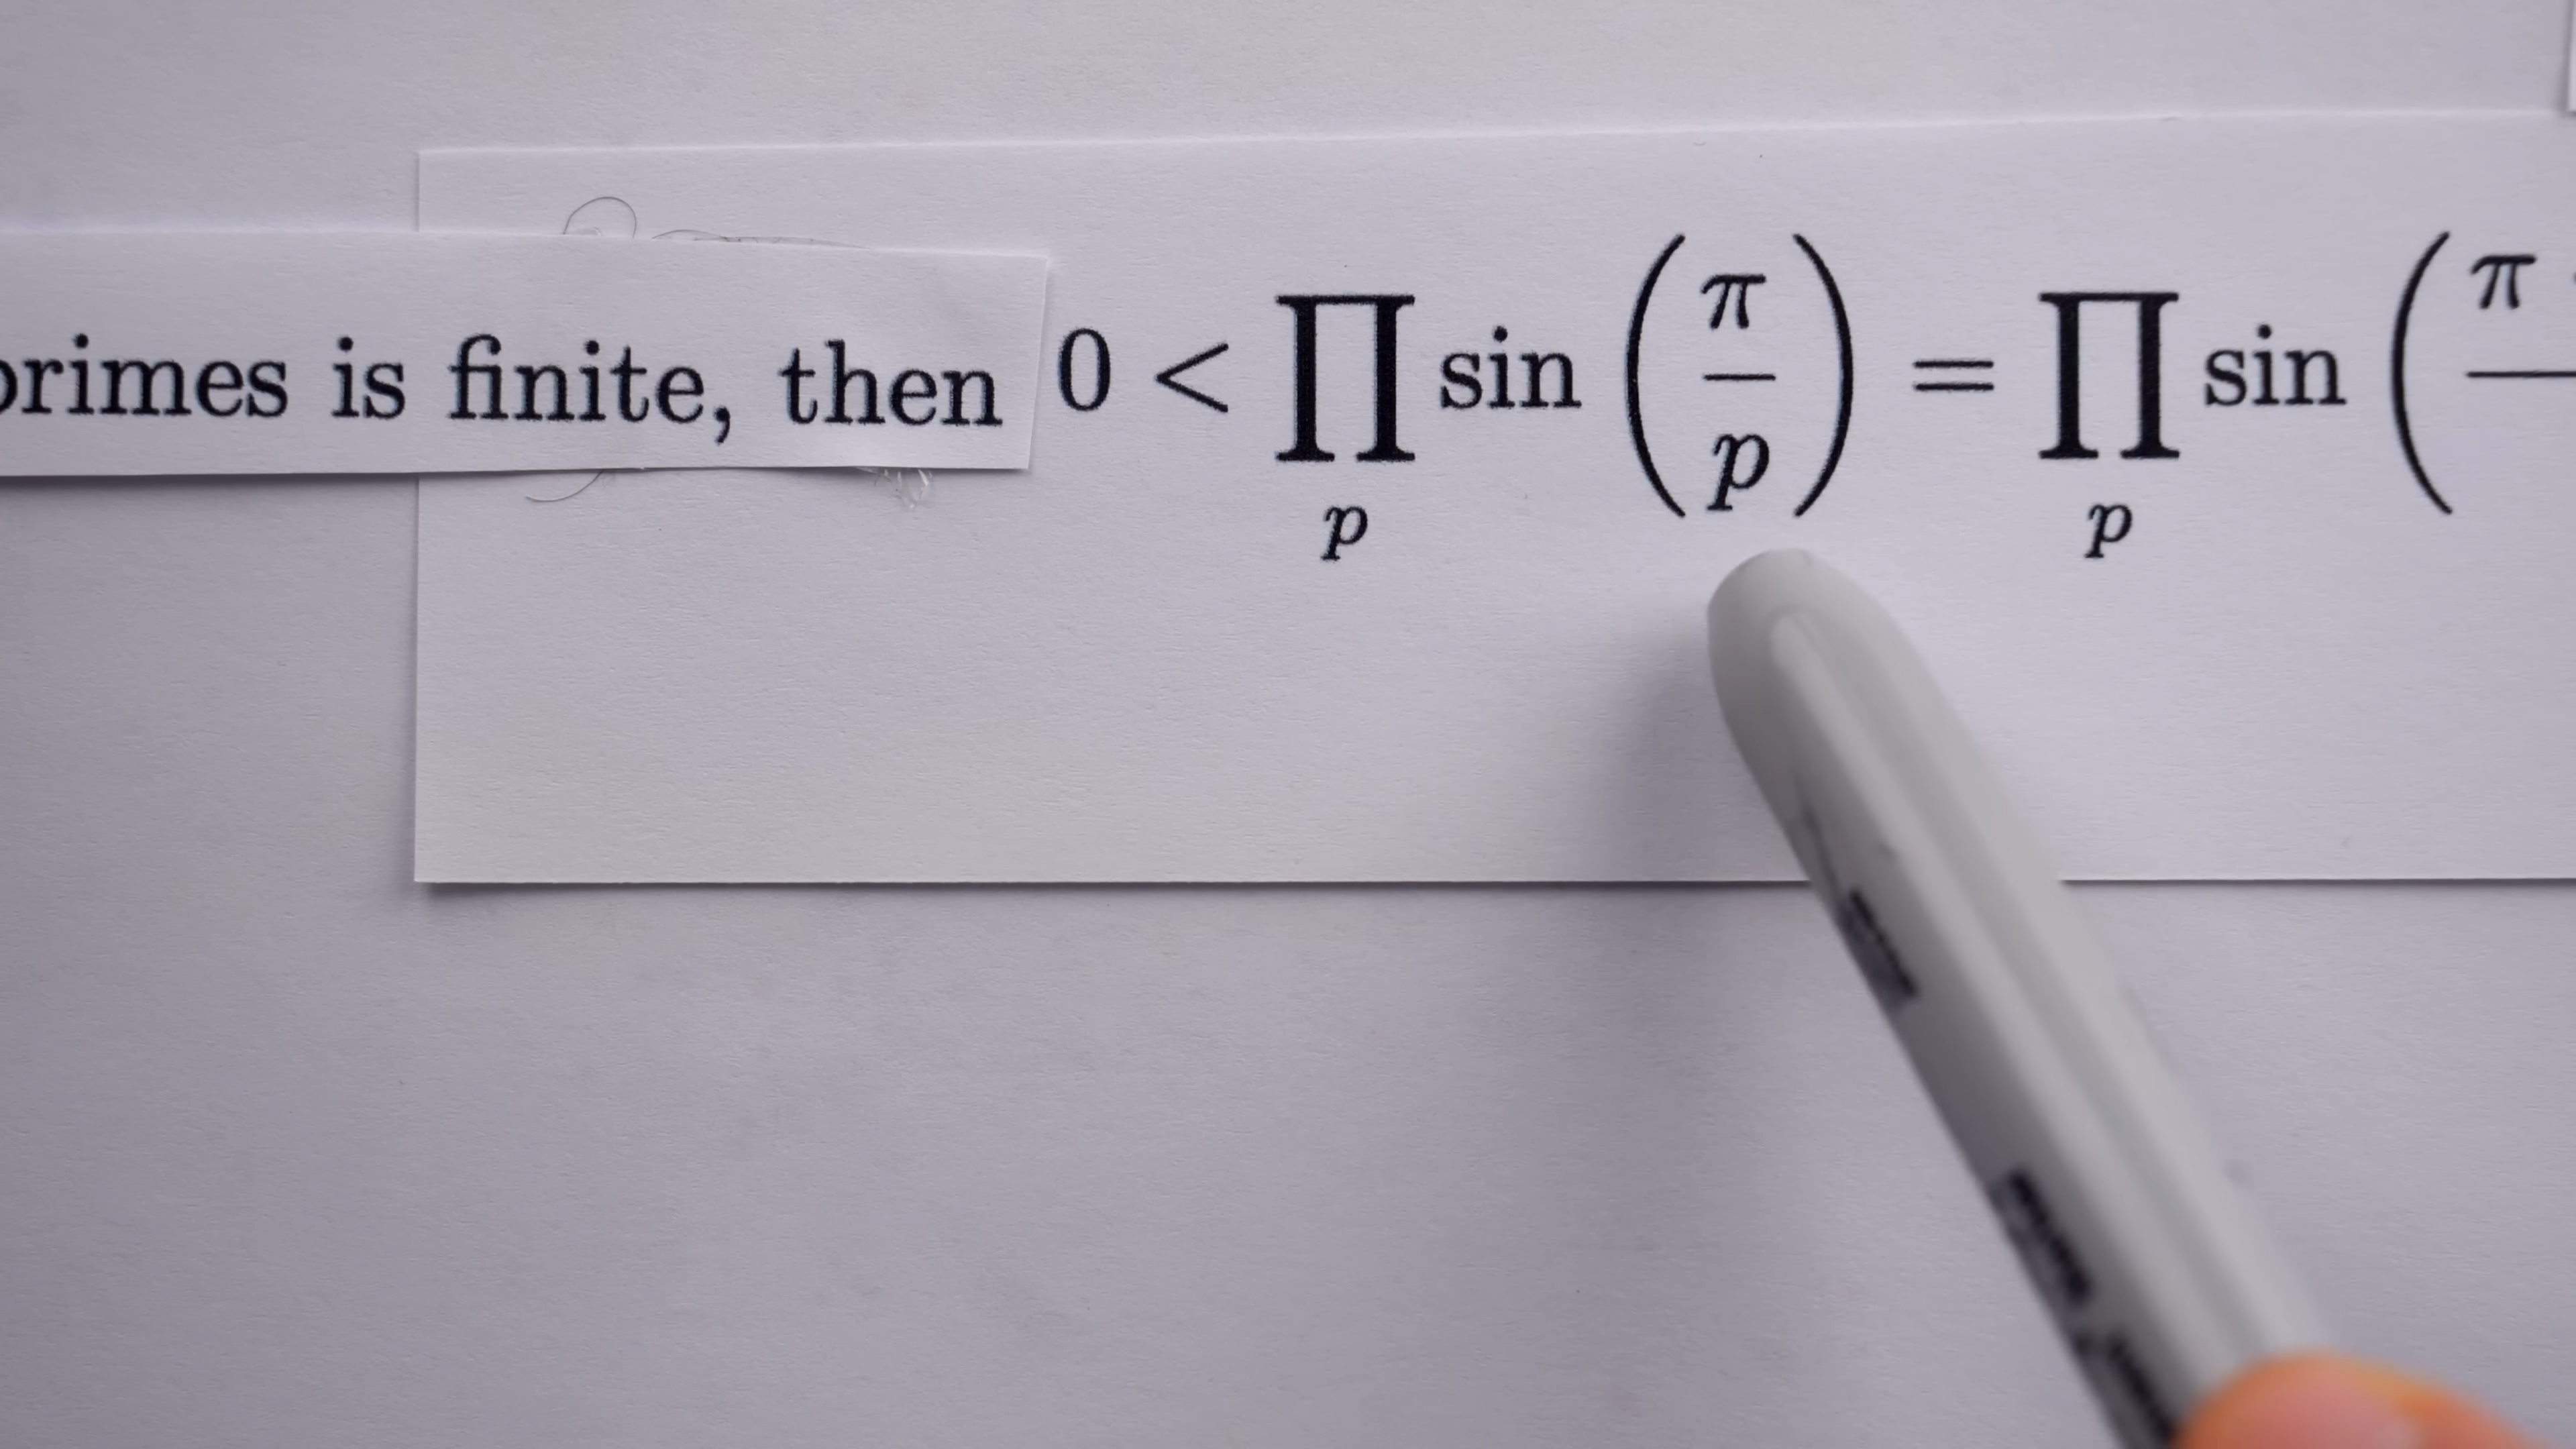 primes is finite, then 0 < ∏_p sin(π/p) = ∏_p sin(π